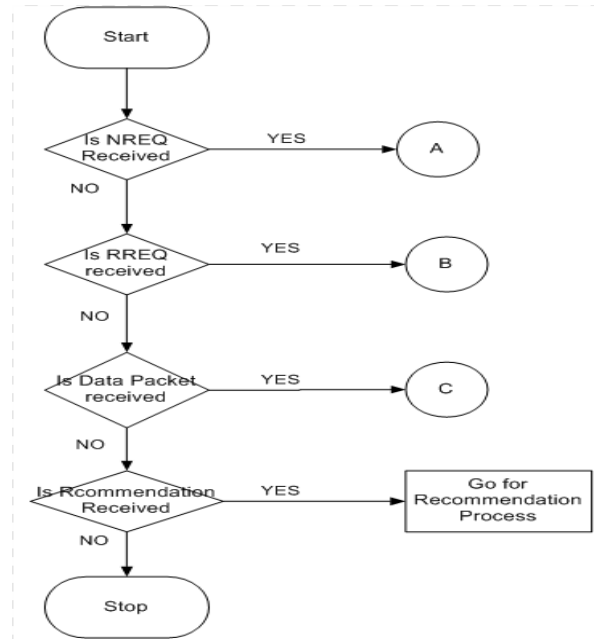 Start
Is NREQ
Received
YES
A
NO
Is RREQ
received
YES
B
NO
Is Data Packet
received
YES
C
NO
Is Rcommendation
Received
YES
Go for
Recommendation
Process
NO
Stop